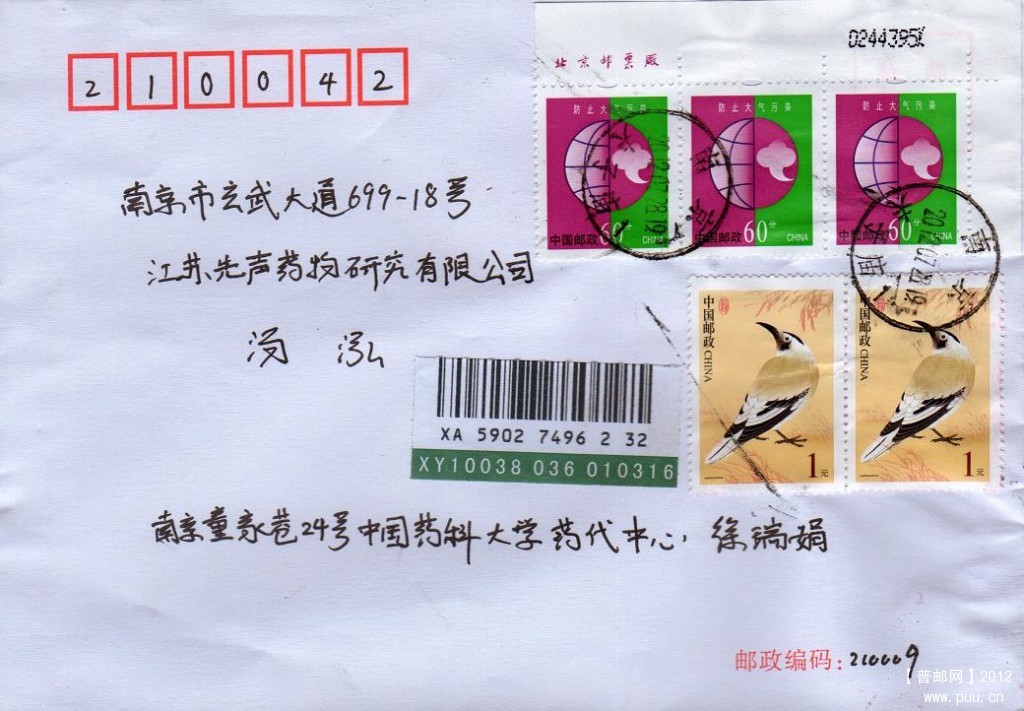 210042
北京邮票厂
0244395X
防止大气污染 防止大气污染 防止大气污染
中国邮政 60分 CHINA 中国邮政 60分 CHINA 中国邮政 60分 CHINA
南京市玄武大道699-18号
江苏先声药物研究有限公司
汤 泓
中国邮政 CHINA 中国邮政 CHINA
1元 1元
XA 5902 7496 2 32
XY10038 036 010316
南京童家巷24号中国药科大学药代中心. 徐瑞娟
邮政编码:210009
【普邮网】2012
www.puu.cn